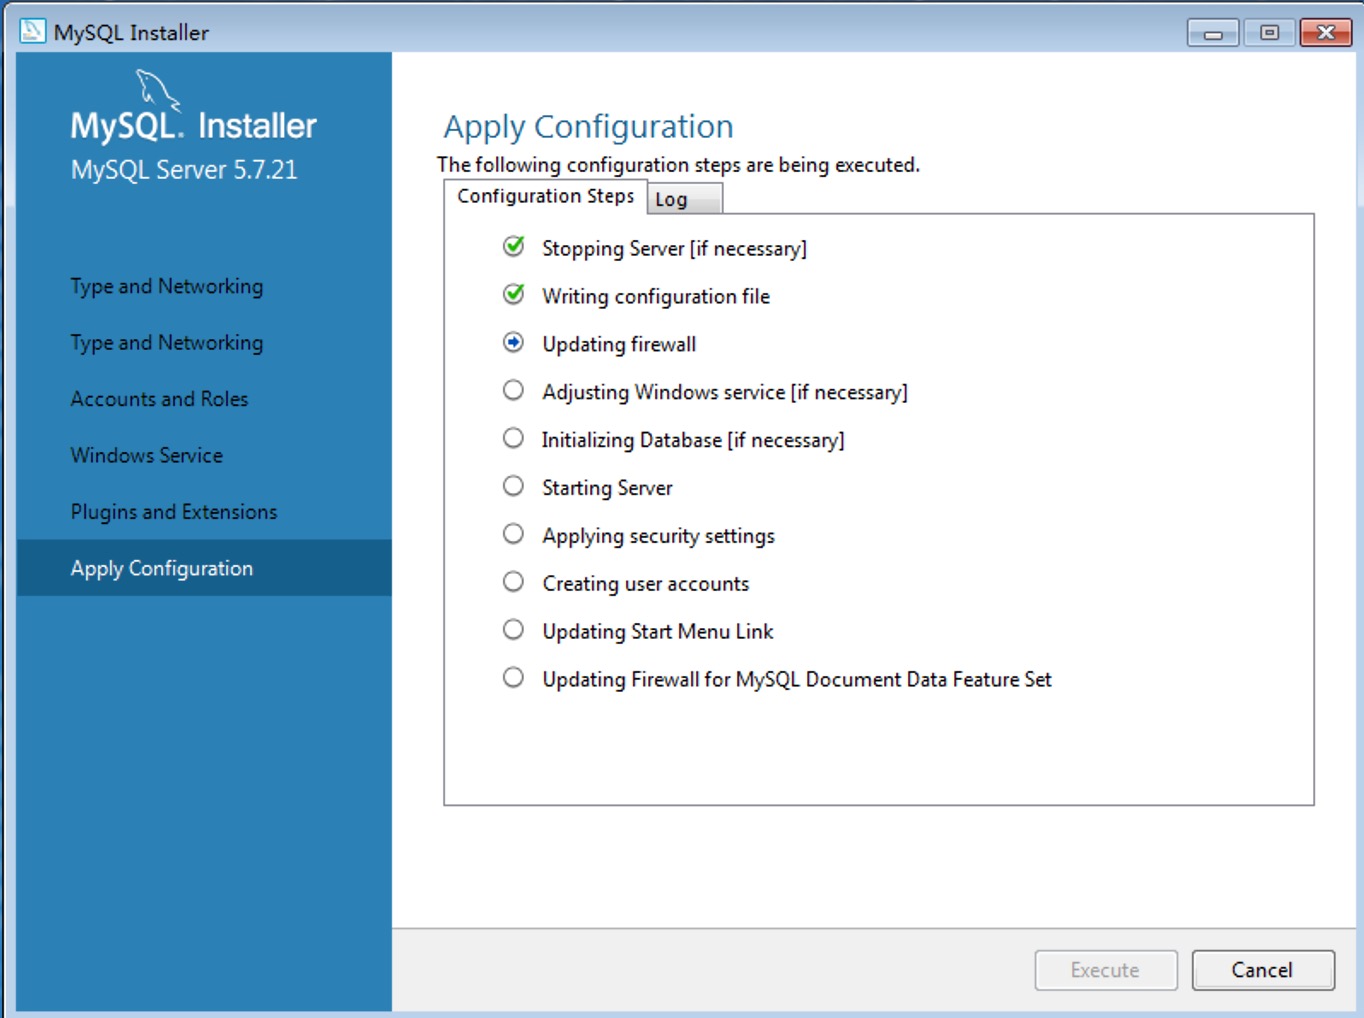 MySQL Installer
MySQL. Installer
MySQL Server 5.7.21
Type and Networking
Type and Networking
Accounts and Roles
Windows Service
Plugins and Extensions
Apply Configuration
Apply Configuration
The following configuration steps are being executed.
Configuration Steps
Log
Stopping Server [if necessary]
Writing configuration file
Updating firewall
Adjusting Windows service [if necessary]
Initializing Database [if necessary]
Starting Server
Applying security settings
Creating user accounts
Updating Start Menu Link
Updating Firewall for MySQL Document Data Feature Set
Execute
Cancel